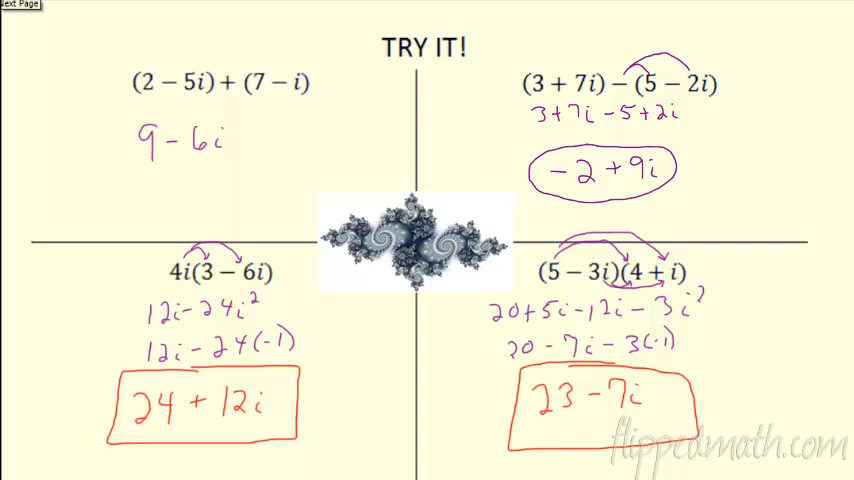 Next Page
TRY IT!
(2 − 5i) + (7 − i)
9 − 6i
(3 + 7i) − (5 − 2i)
3 + 7i − 5 + 2i
− 2 + 9i
4i(3 − 6i)
12i − 24i²
12i − 24(−1)
24 + 12i
(5 − 3i)(4 + i)
20 + 5i − 12i − 3i²
20 − 7i − 3(−1)
23 − 7i
flippedmath.com